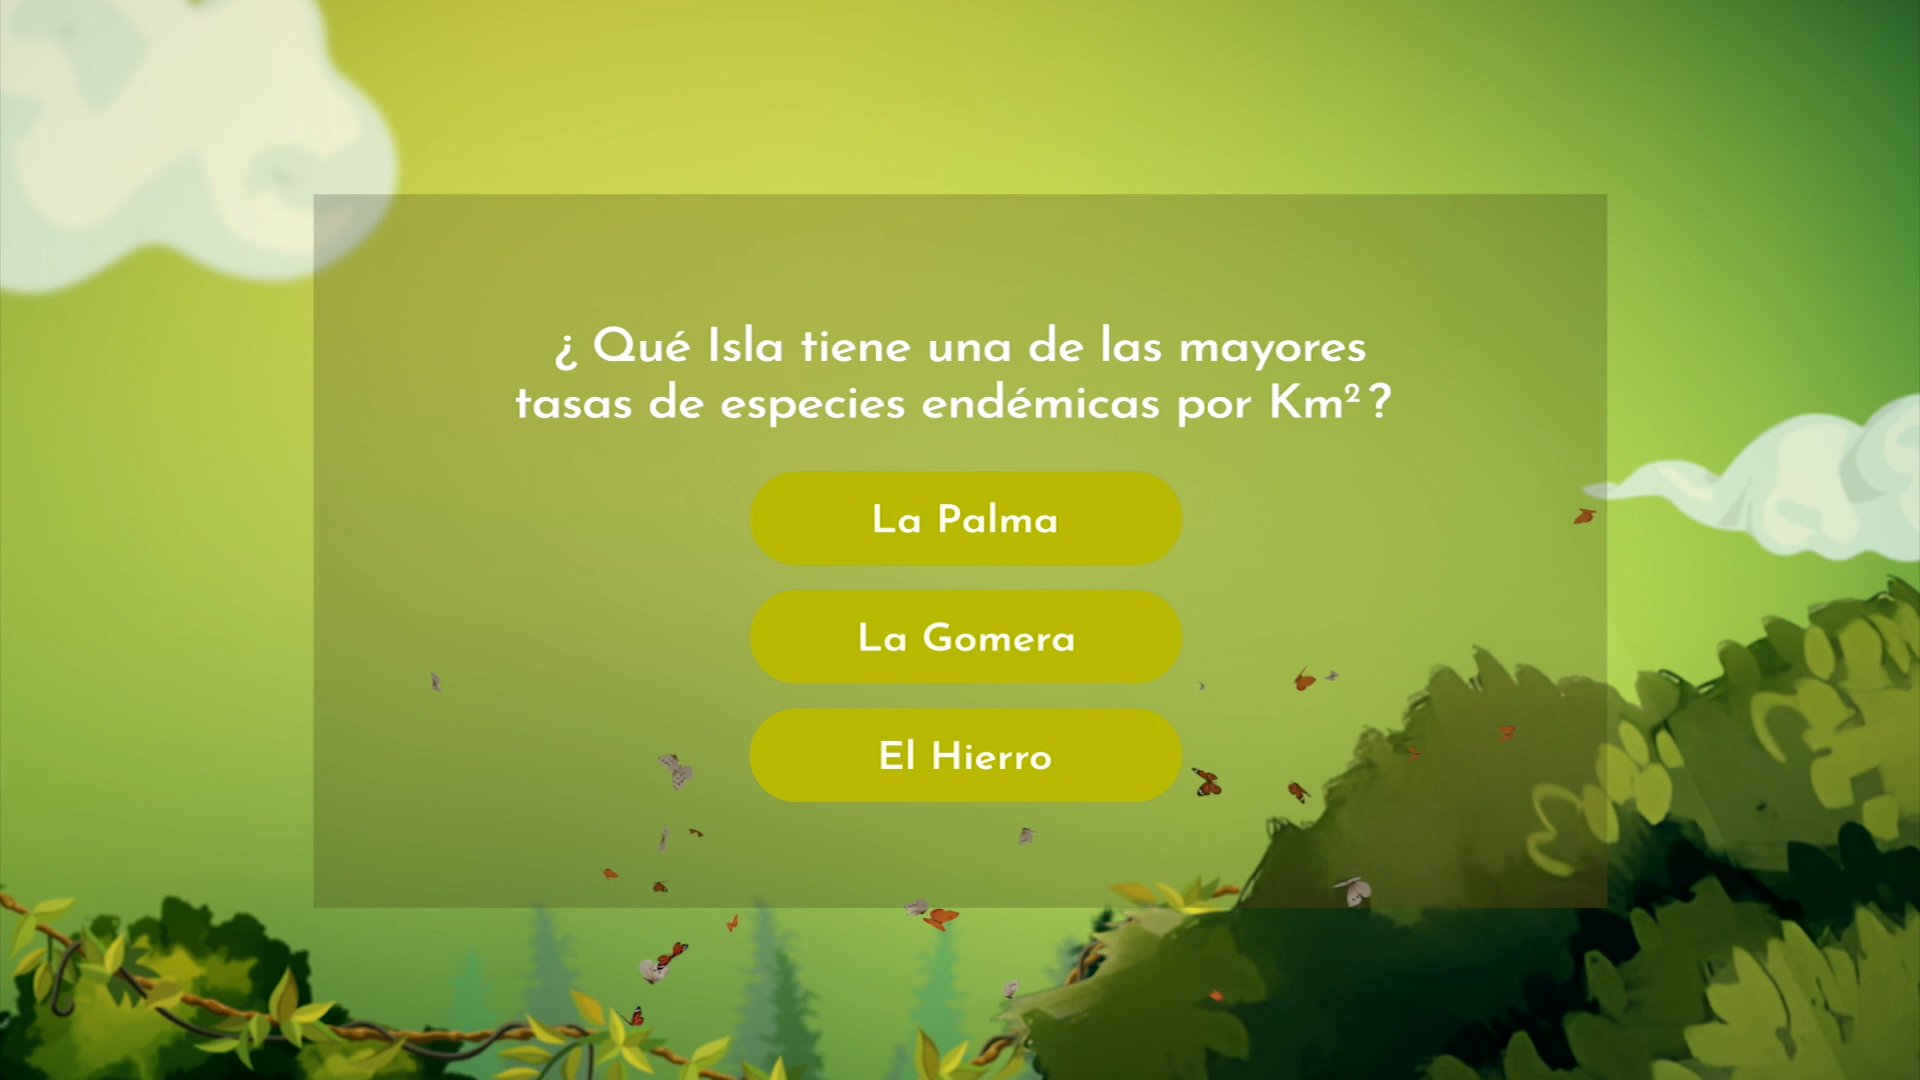 ¿ Qué Isla tiene una de las mayores
tasas de especies endémicas por Km²?
La Palma
La Gomera
El Hierro